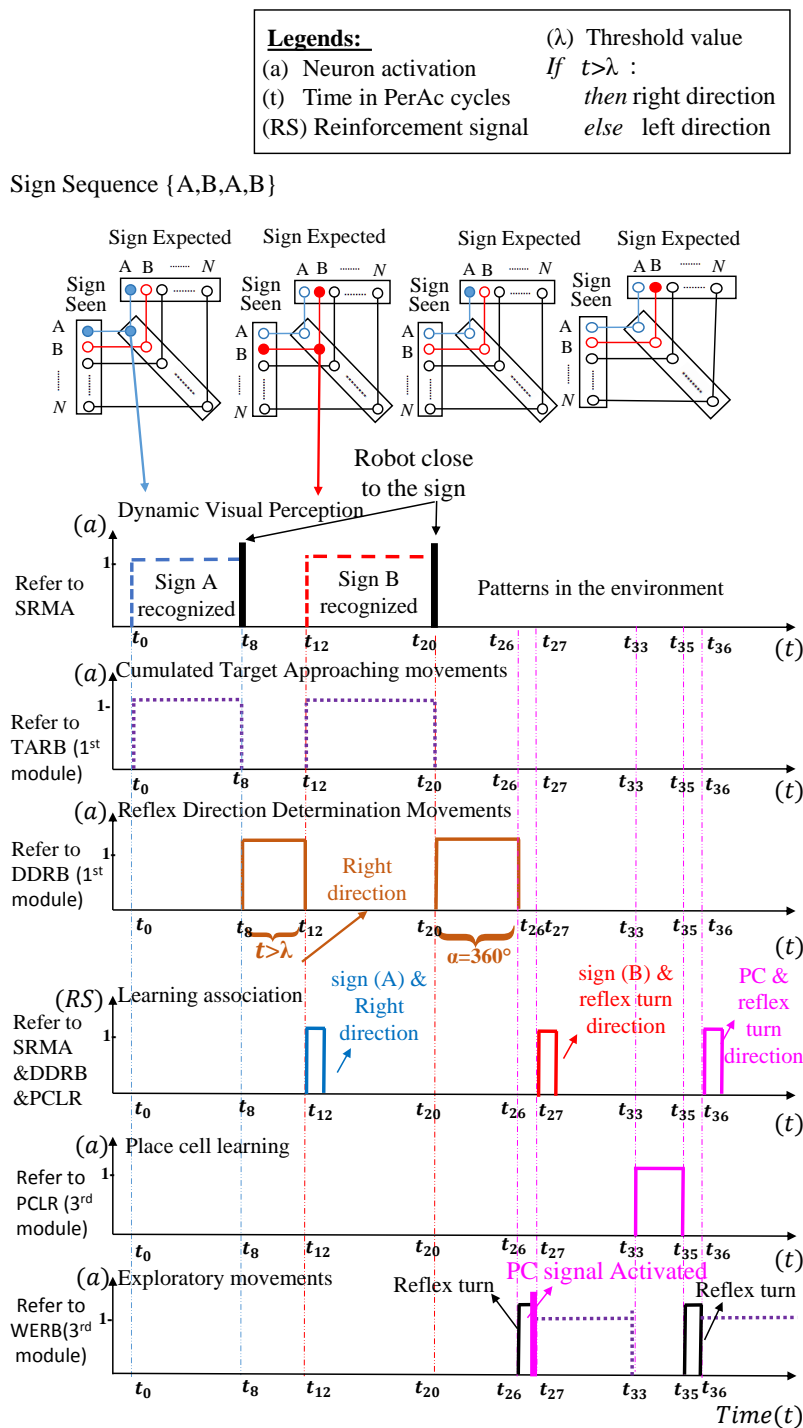 Legends:
(a) Neuron activation
(t) Time in PerAc cycles
(RS) Reinforcement signal
(λ) Threshold value
If t>λ :
then right direction
else left direction
Sign Sequence {A,B,A,B}
Sign Expected
A B ........ N
Sign
Seen
A
B
N
Sign Expected
A B ........ N
Sign
Seen
A
B
N
Sign Expected
A B ........ N
Sign
Seen
A
B
N
Sign Expected
A B ........ N
Sign
Seen
A
B
N
Robot close
to the sign
Dynamic Visual Perception
(a)
1-
Refer to
SRMA
Sign A
recognized
Sign B
recognized
Patterns in the environment
t0 t8 t12 t20 t26 t27 t33 t35 t36 (t)
(a) Cumulated Target Approaching movements
1-
Refer to
TARB (1st
module)
t0 t8 t12 t20 t26 t27 t33 t35 t36 (t)
(a) Reflex Direction Determination Movements
1-
Refer to
DDRB (1st
module)
Right
direction
t0 t8 t12 t20 t26 t27 t33 t35 t36 (t)
t>λ
α=360°
(RS) Learning association
1-
Refer to
SRMA
&DDRB
&PCLR
sign (A) &
Right
direction
sign (B) &
reflex turn
direction
PC &
reflex
turn
direction
t0 t8 t12 t20 t26 t27 t33 t35 t36 (t)
(a) Place cell learning
1-
Refer to
PCLR (3rd
module)
t0 t8 t12 t20 t26 t27 t33 t35 t36 (t)
(a) Exploratory movements
1-
Refer to
WERB(3rd
module)
Reflex turn
PC signal Activated
Reflex turn
t0 t8 t12 t20 t26 t27 t33 t35 t36
Time(t)